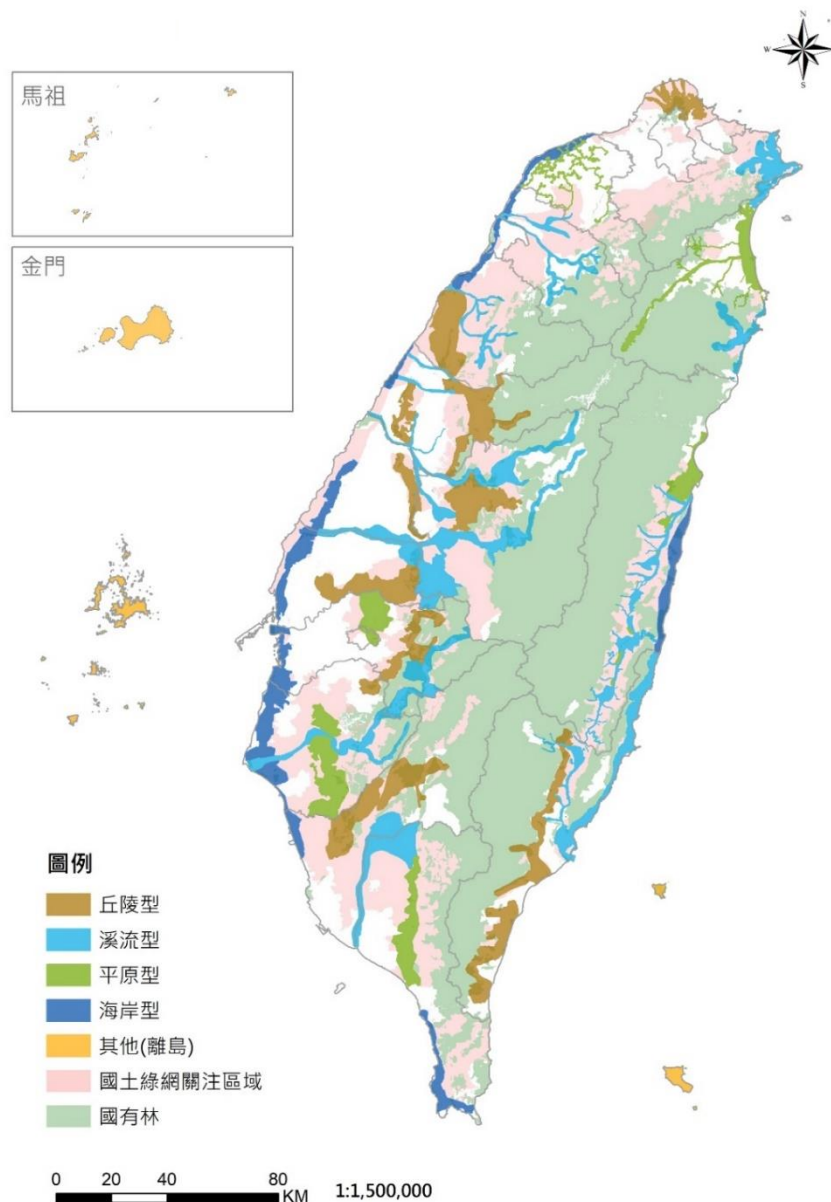 N
W
S
馬祖
金門
圖例
丘陵型
溪流型
平原型
海岸型
其他(離島)
國土綠網關注區域
國有林
0 20 40 80
KM
1:1,500,000